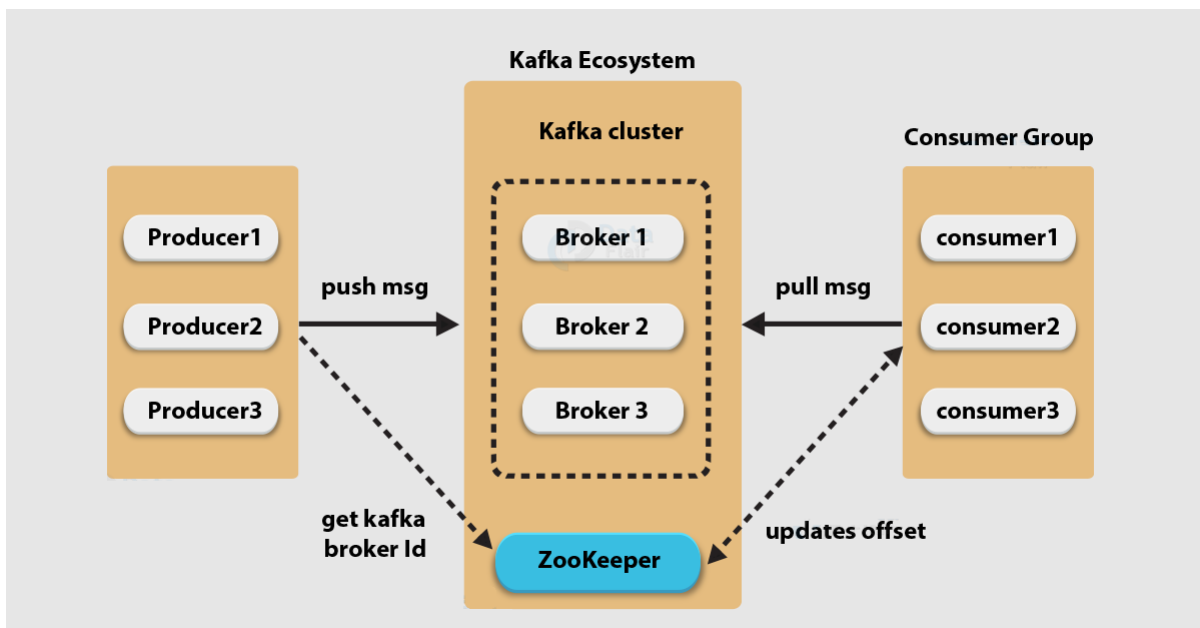 Kafka Ecosystem
Kafka cluster
Consumer Group
Producer1
Broker 1
consumer1
push msg
pull msg
Producer2
Broker 2
consumer2
Producer3
Broker 3
consumer3
get kafka
broker Id
updates offset
ZooKeeper